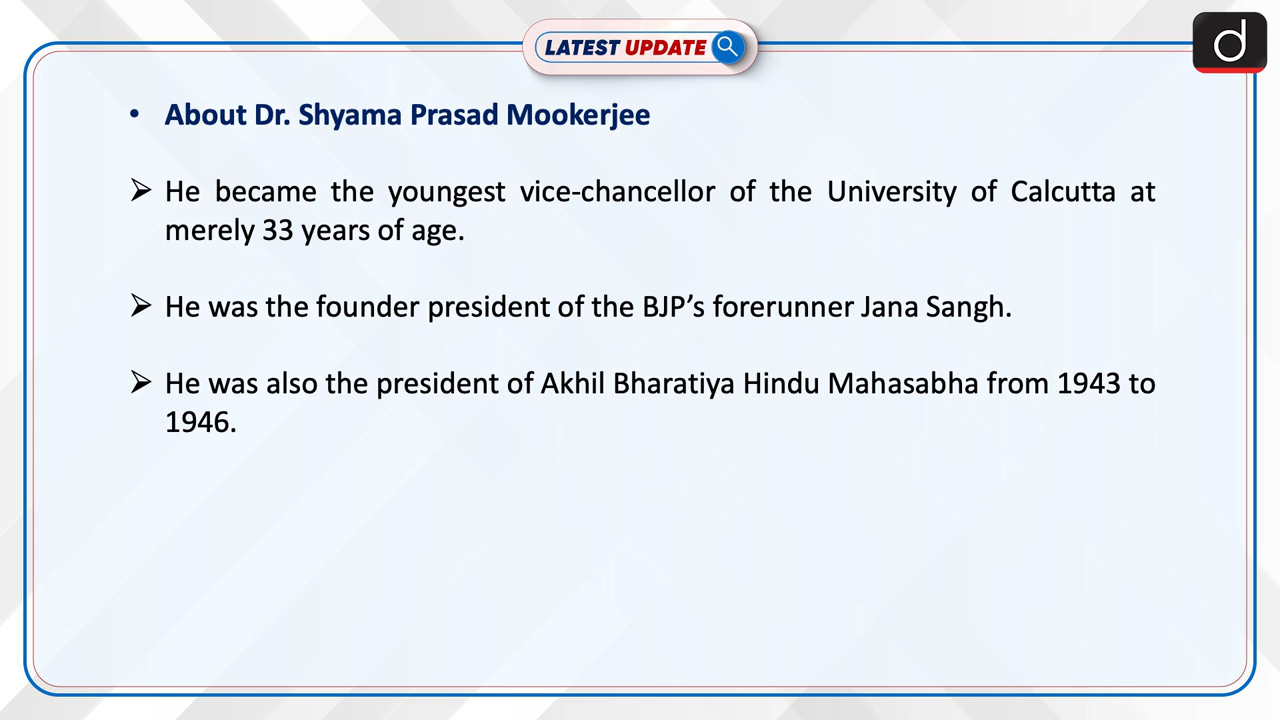 LATEST UPDATE
d
• About Dr. Shyama Prasad Mookerjee
➢ He became the youngest vice-chancellor of the University of Calcutta at
merely 33 years of age.
➢ He was the founder president of the BJP’s forerunner Jana Sangh.
➢ He was also the president of Akhil Bharatiya Hindu Mahasabha from 1943 to
1946.